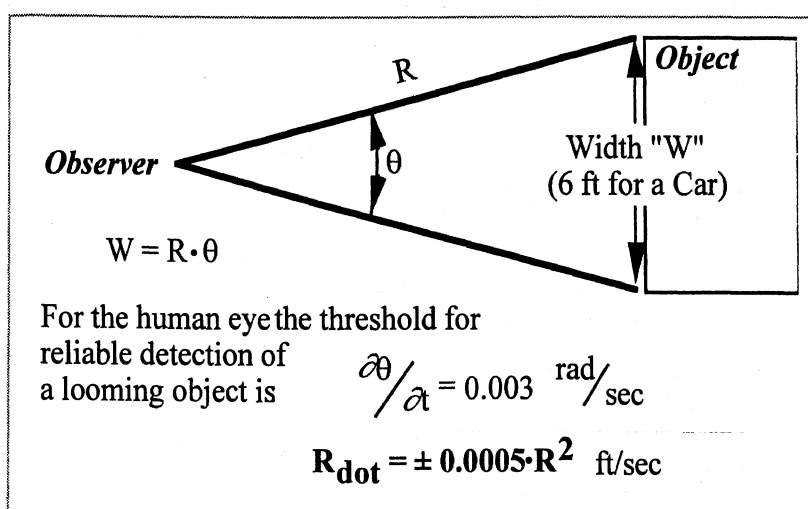 R
Object
Observer
θ
Width "W"
(6 ft for a Car)
W = R·θ
For the human eye the threshold for
reliable detection of
a looming object is
∂θ/∂t = 0.003 rad/sec
Rdot = ± 0.0005·R² ft/sec